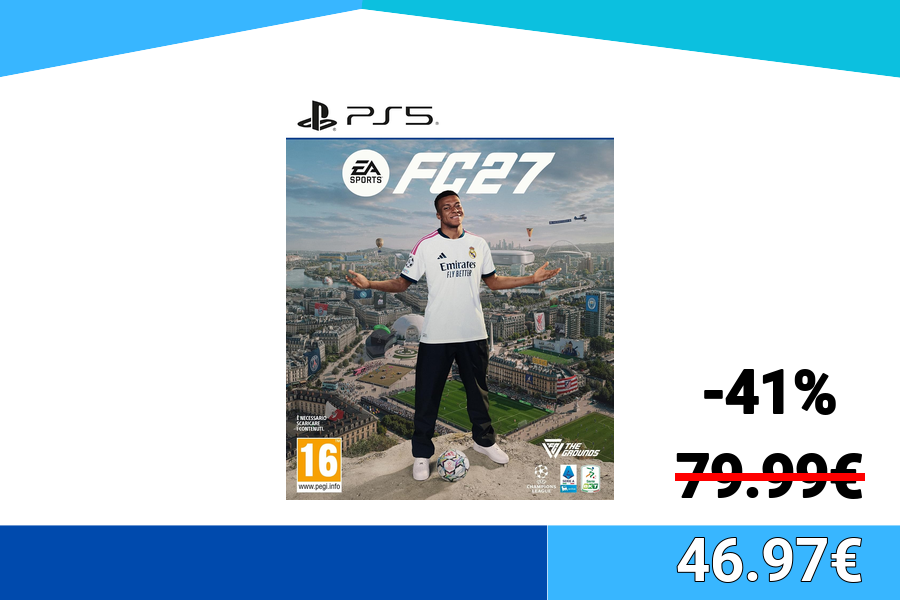 PS5
EA
SPORTS
FC27
Emirates
FLY BETTER
È NECESSARIO
SCARICARE
I CONTENUTI.
16
www.pegi.info
THE
GROUNDS
CHAMPIONS
LEAGUE
-41%
79.99€
46.97€